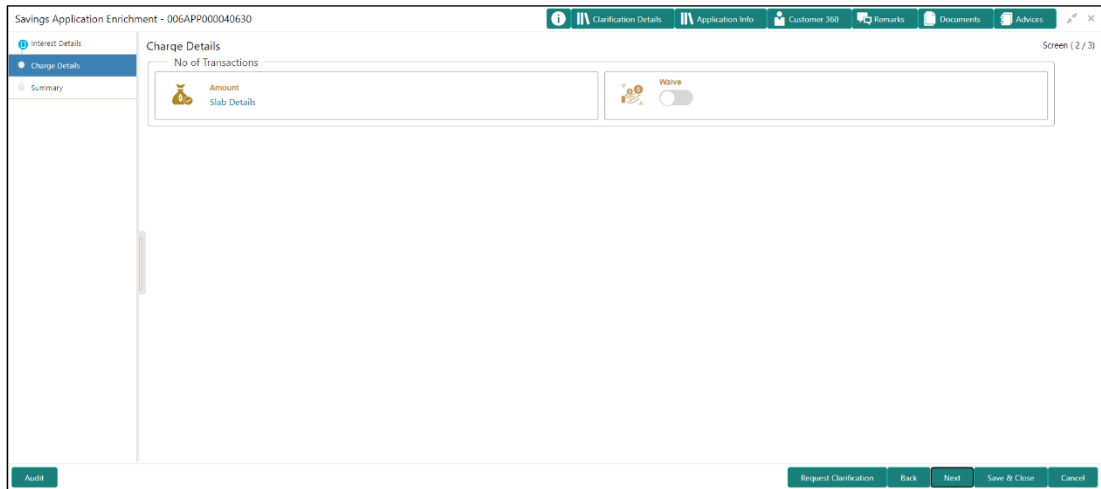 Savings Application Enrichment - 006APP000040630
i Clarification Details Application Info Customer 360 Remarks Documents Advices
Interest Details
Charge Details
Summary
Charge Details
Screen ( 2 / 3)
No of Transactions
Amount
Slab Details
Waive
Audit
Request Clarification Back Next Save & Close Cancel